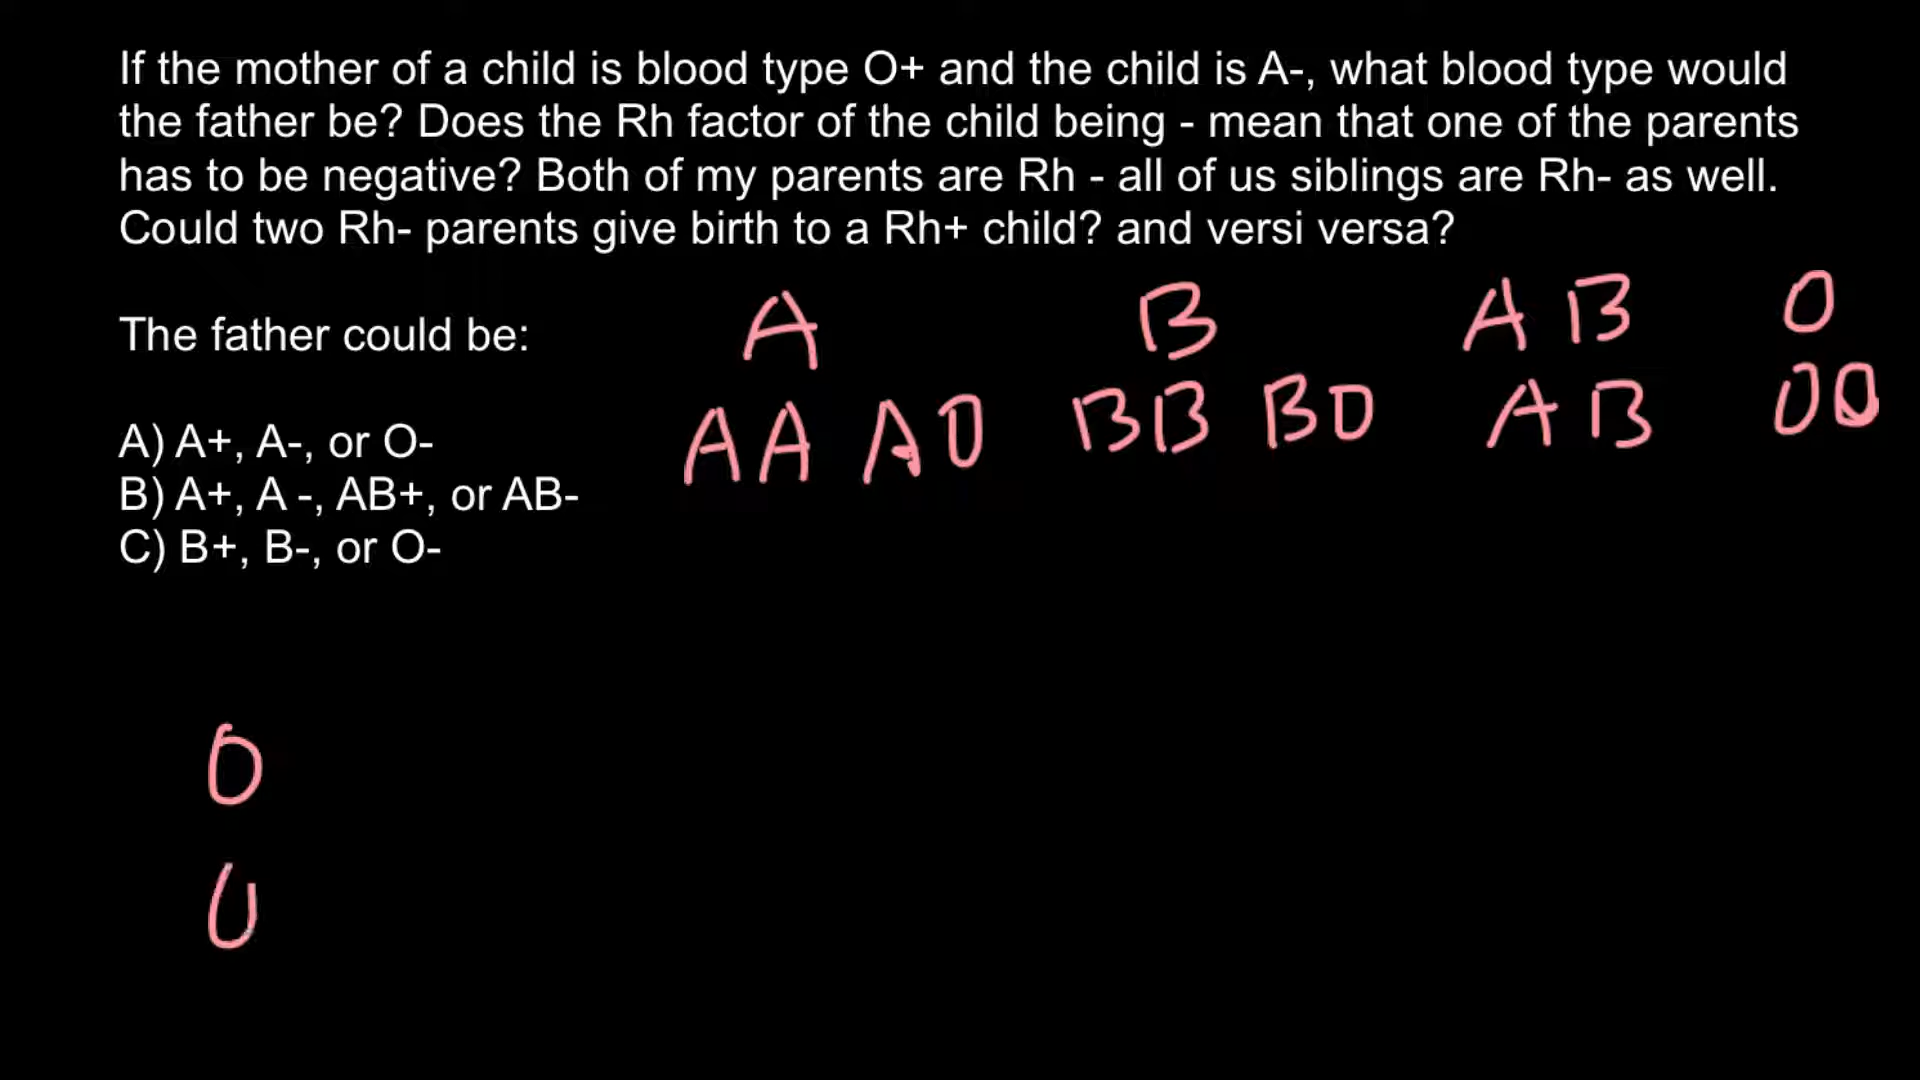 If the mother of a child is blood type O+ and the child is A-, what blood type would
the father be? Does the Rh factor of the child being - mean that one of the parents
has to be negative? Both of my parents are Rh - all of us siblings are Rh- as well.
Could two Rh- parents give birth to a Rh+ child? and versi versa?
The father could be:
A B AB O
AA AO BB BO AB OO
A) A+, A-, or O-
B) A+, A -, AB+, or AB-
C) B+, B-, or O-
O